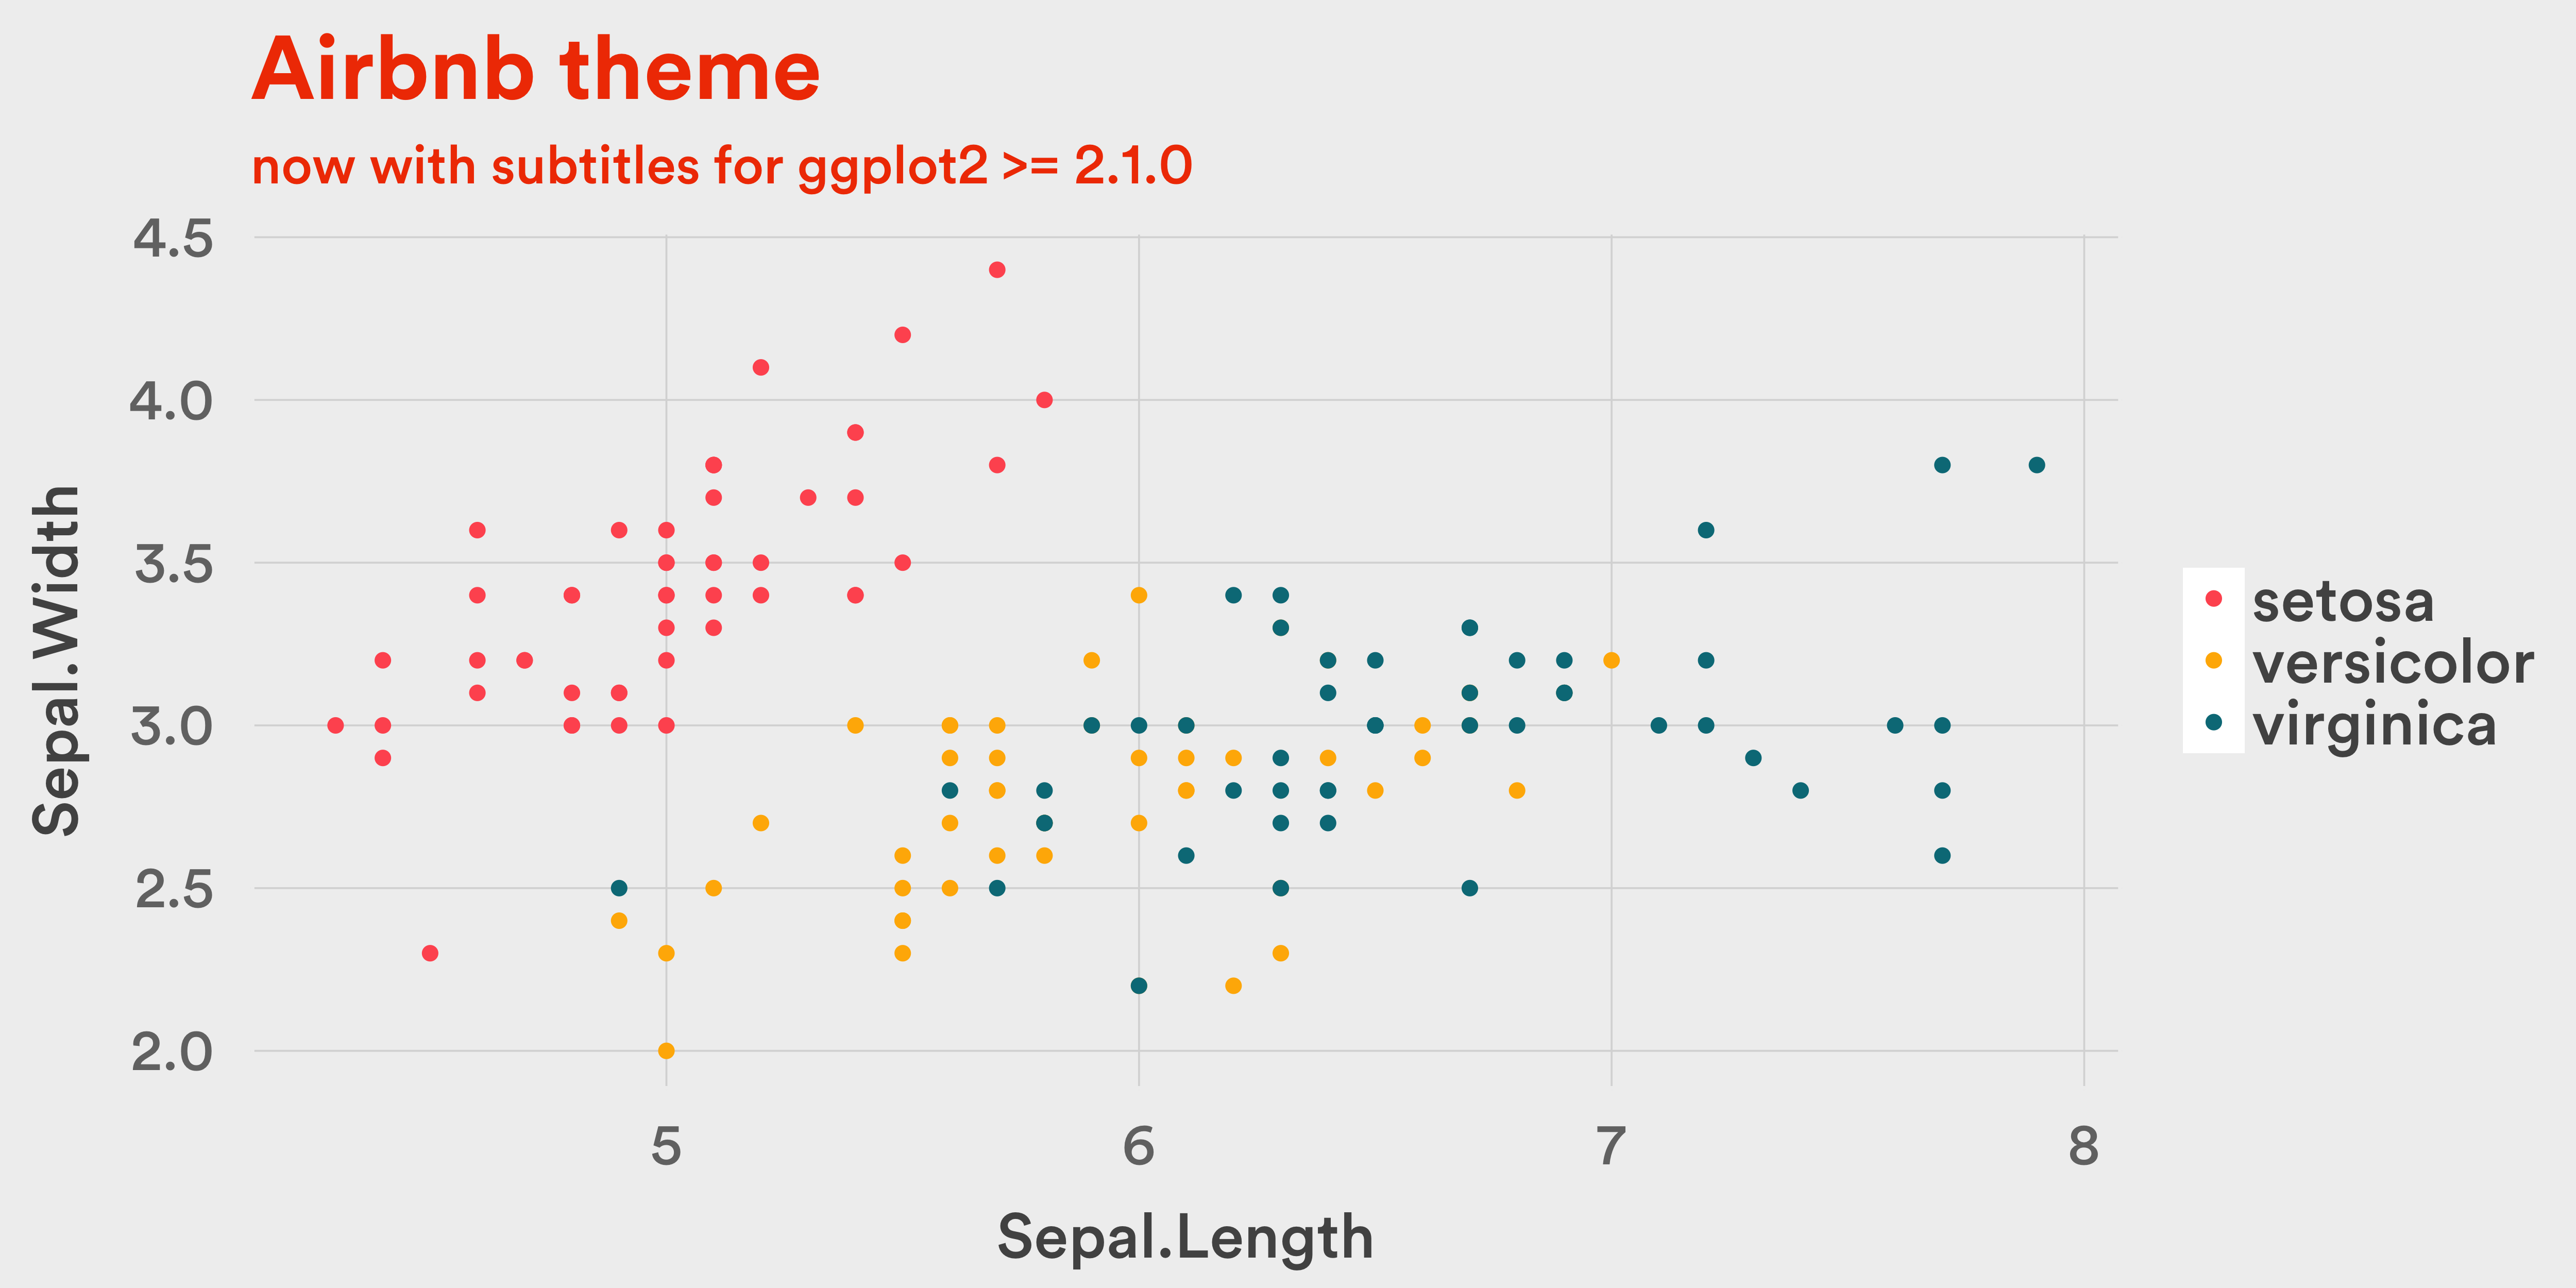 Airbnb theme
now with subtitles for ggplot2 >= 2.1.0
4.5
4.0
3.5
3.0
2.5
2.0
Sepal.Width
5 6 7 8
Sepal.Length
setosa
versicolor
virginica